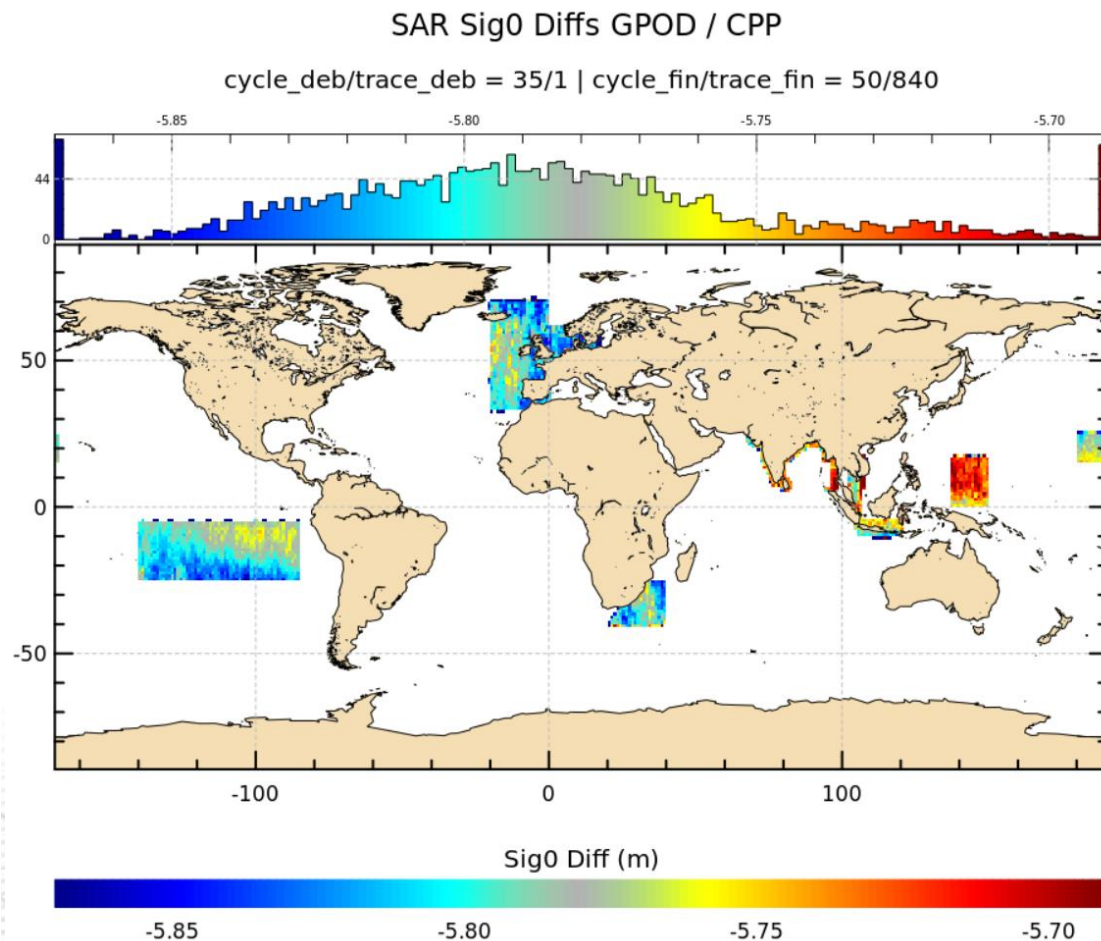 SAR Sig0 Diffs GPOD / CPP
cycle_deb/trace_deb = 35/1 | cycle_fin/trace_fin = 50/840
-5.85 -5.80 -5.75 -5.70
44
0
50
0
-50
-100 0 100
Sig0 Diff (m)
-5.85 -5.80 -5.75 -5.70